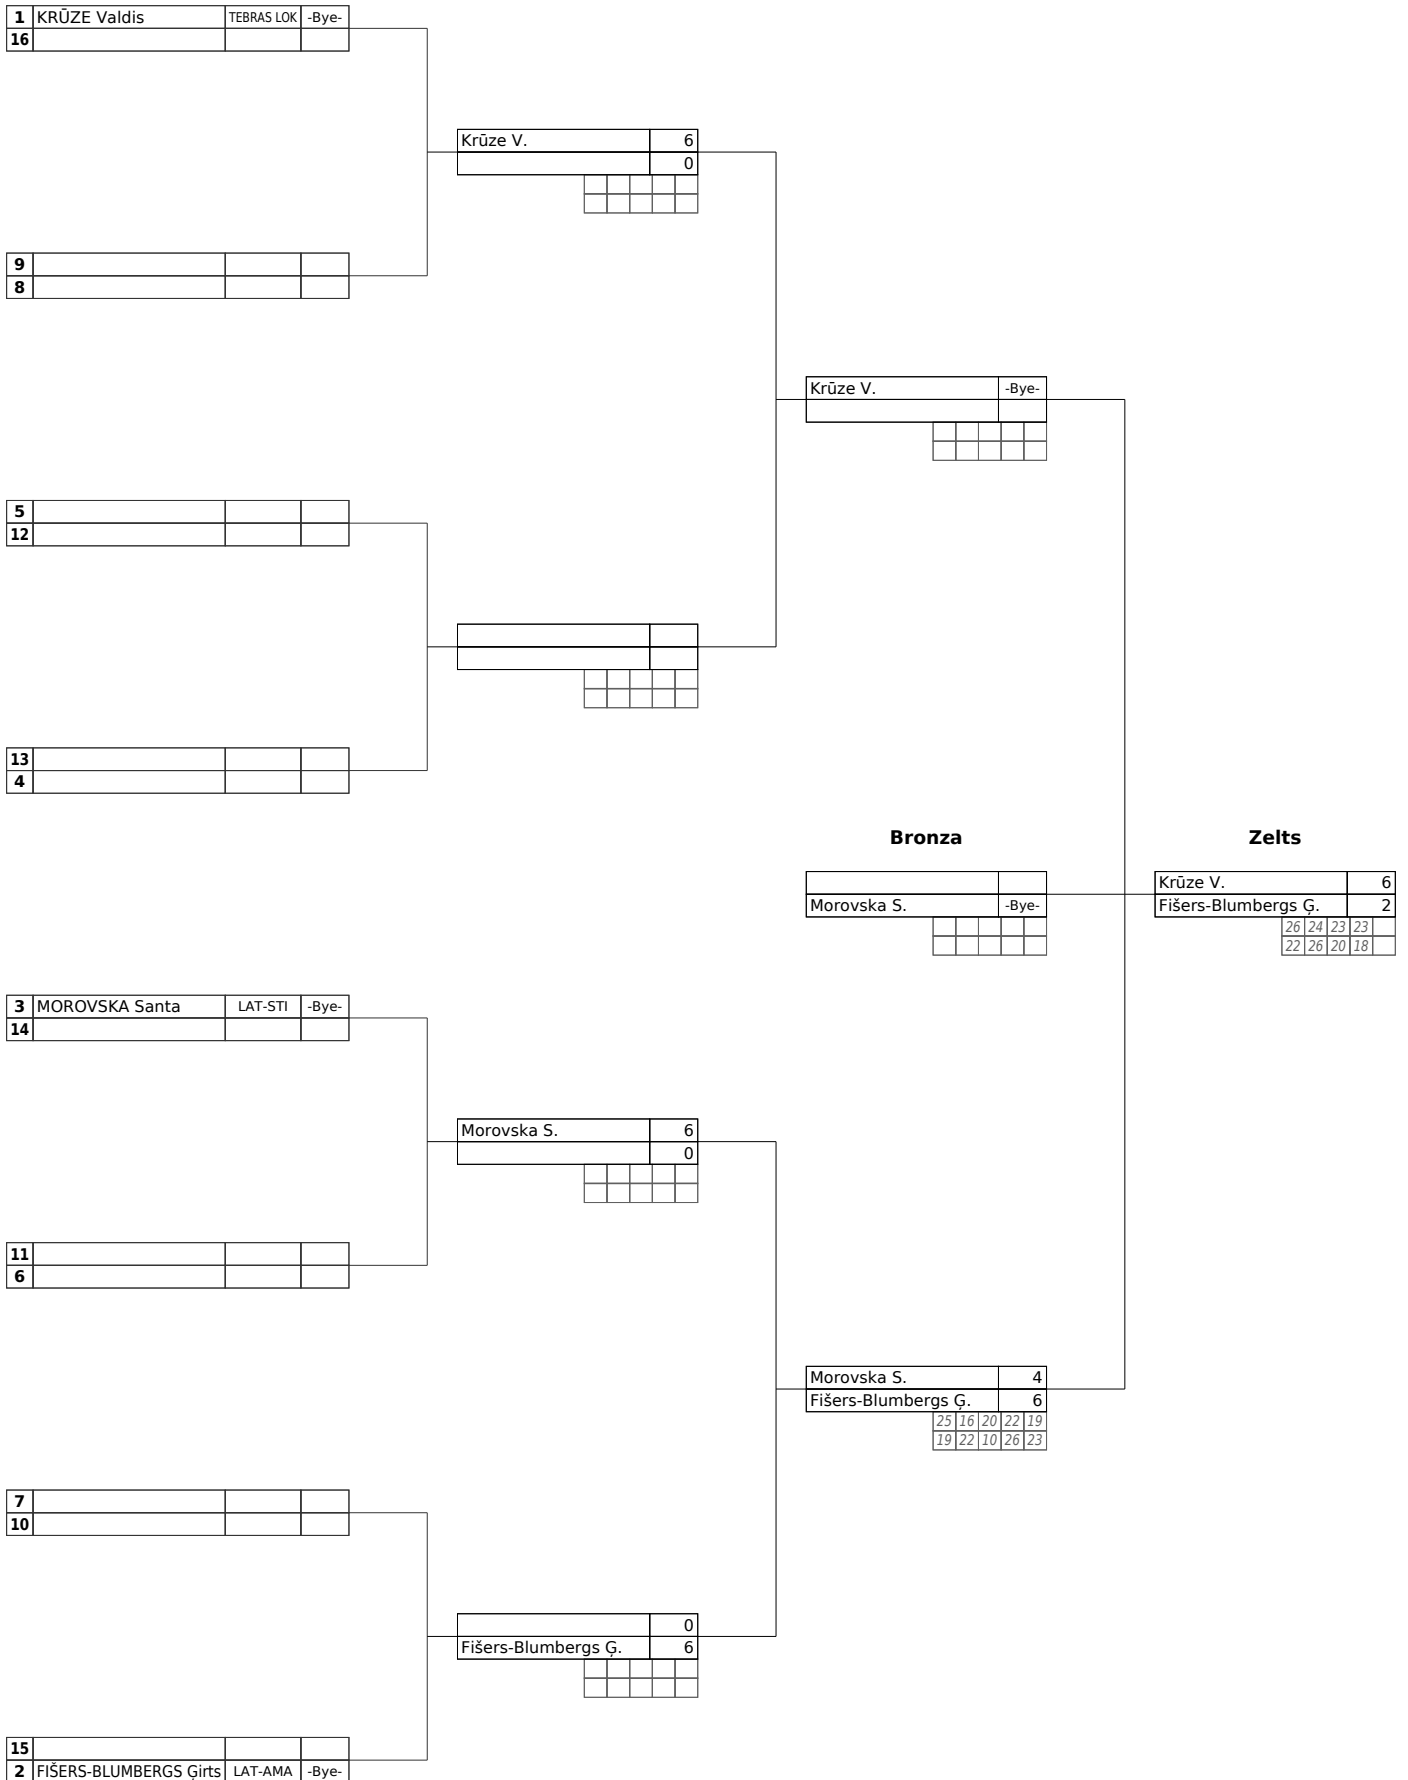 1 KRŪZE Valdis TEBRAS LOK -Bye-
16
Krūze V. 6
0
9
8
Krūze V. -Bye-
5
12
13
4
Bronza Zelts
Krūze V. 6
Morovska S. -Bye- Fišers-Blumbergs Ģ. 2
26 24 23 23
22 26 20 18
3 MOROVSKA Santa LAT-STI -Bye-
14
Morovska S. 6
0
11
6
Morovska S. 4
Fišers-Blumbergs Ģ. 6
25 16 20 22 19
19 22 10 26 23
7
10
0
Fišers-Blumbergs Ģ. 6
15
2 FIŠERS-BLUMBERGS Ģirts LAT-AMA -Bye-